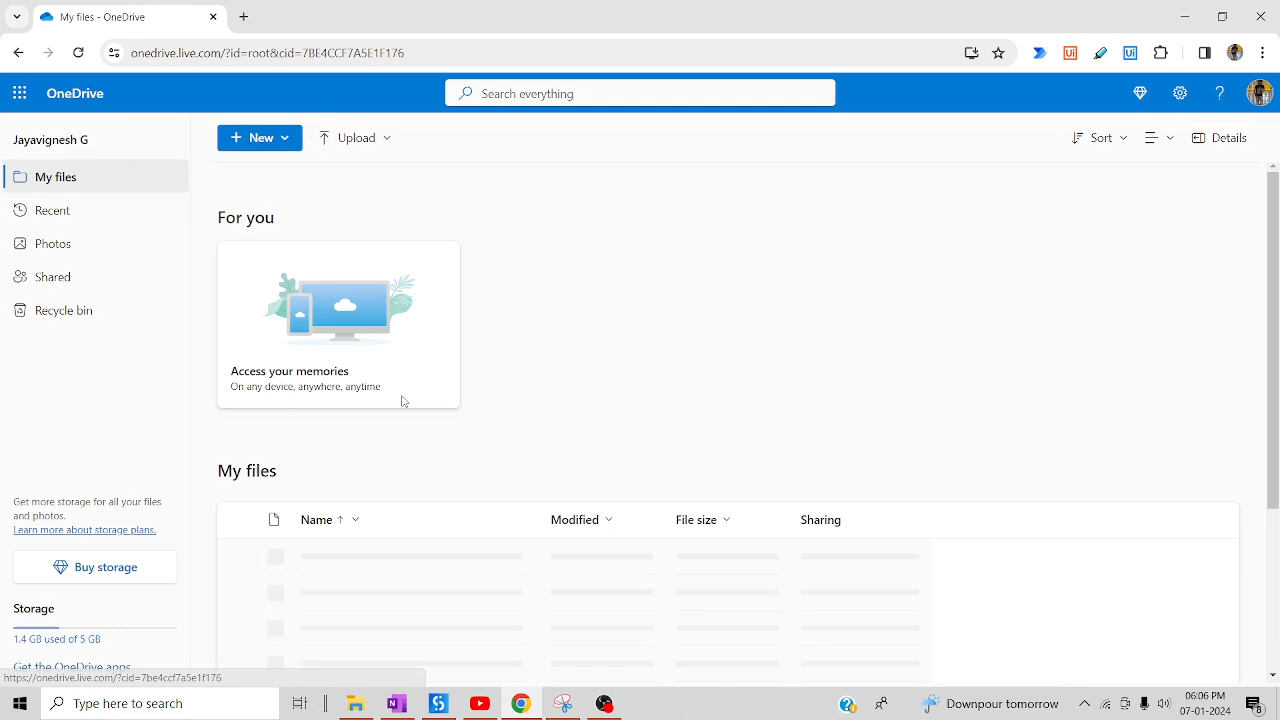 My files - OneDrive
onedrive.live.com/?id=root&cid=7BE4CCF7A5E1F176
OneDrive
Search everything
Jayavignesh G
New
Upload
Sort
Details
My files
Recent
Photos
Shared
Recycle bin
For you
Access your memories
On any device, anywhere, anytime
My files
Name
Modified
File size
Sharing
Get more storage for all your files
and photos.
Learn more about storage plans.
Buy storage
Storage
1.4 GB used of 5 GB
Get the OneDrive apps
https://onedrive.live.com/?cid=7be4ccf7a5e1f176
Type here to search
Downpour tomorrow
06:06 PM
07-01-2024
8